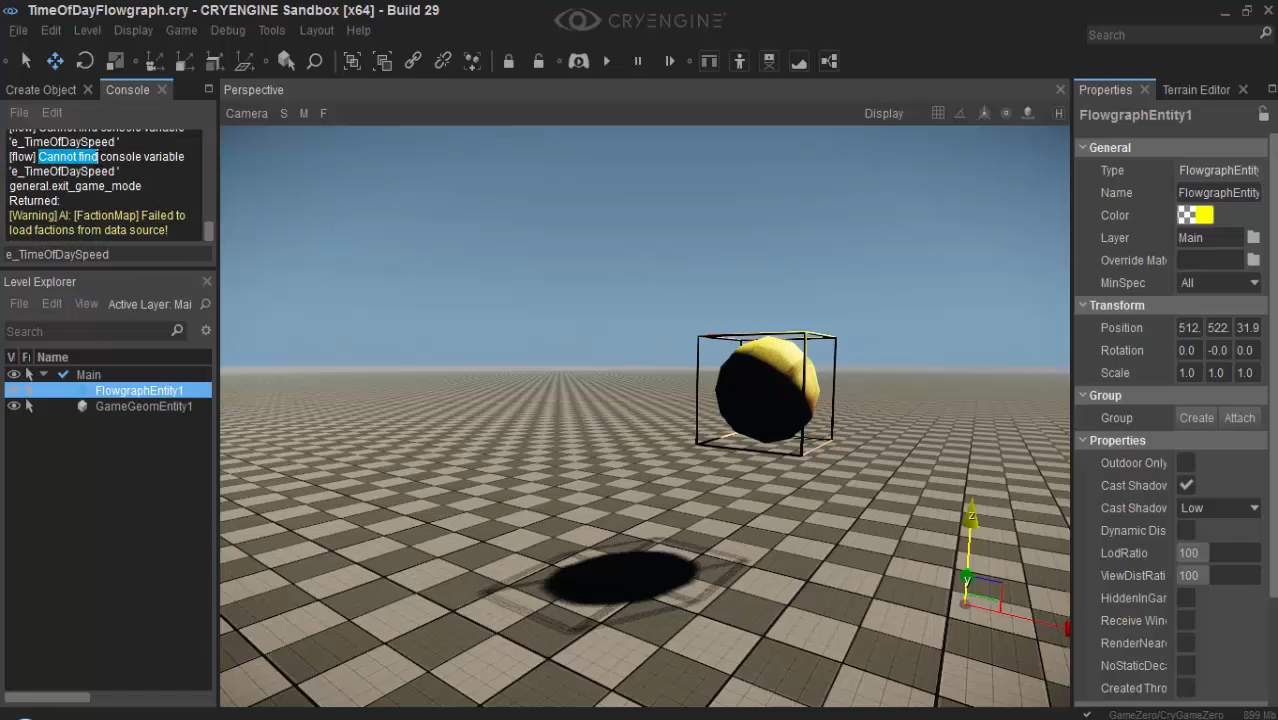 TimeOfDayFlowgraph.cry - CRYENGINE Sandbox [x64] - Build 29
CRYENGINE
File Edit Level Display Game Debug Tools Layout Help
Search
Create Object Console
File Edit
[flow] Cannot find console variable
'e_TimeOfDaySpeed '
[flow] Cannot find console variable
'e_TimeOfDaySpeed '
general.exit_game_mode
Returned:
[Warning] AI: [FactionMap] Failed to
load factions from data source!
e_TimeOfDaySpeed
Level Explorer
File Edit View Active Layer: Mai
Search
V Fr Name
Main
FlowgraphEntity1
GameGeomEntity1
Perspective
Camera S M F Display H
z
y
Properties Terrain Editor
FlowgraphEntity1
General
Type FlowgraphEntit
Name FlowgraphEntity
Color
Layer Main
Override Mat
MinSpec All
Transform
Position 512. 522. 31.9
Rotation 0.0 -0.0 0.0
Scale 1.0 1.0 1.0
Group
Group Create Attach
Properties
Outdoor Only
Cast Shadow
Cast Shadow Low
Dynamic Dis
LodRatio 100
ViewDistRati 100
HiddenInGar
Receive Win
RenderNear
NoStaticDec
Created Thro
GameZero/CryGameZero 899 Mb